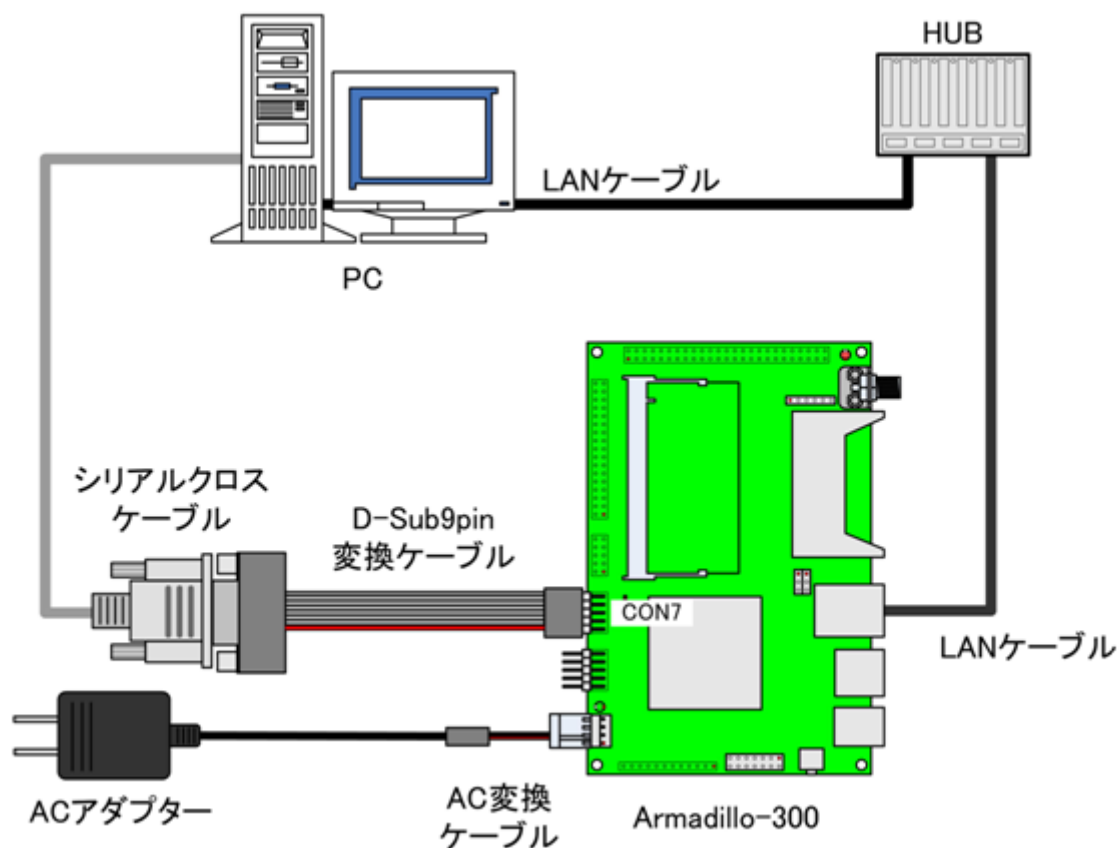 HUB
LANケーブル
PC
シリアルクロス
ケーブル
D-Sub9pin
変換ケーブル
CON7
LANケーブル
ACアダプター
AC変換
ケーブル
Armadillo-300